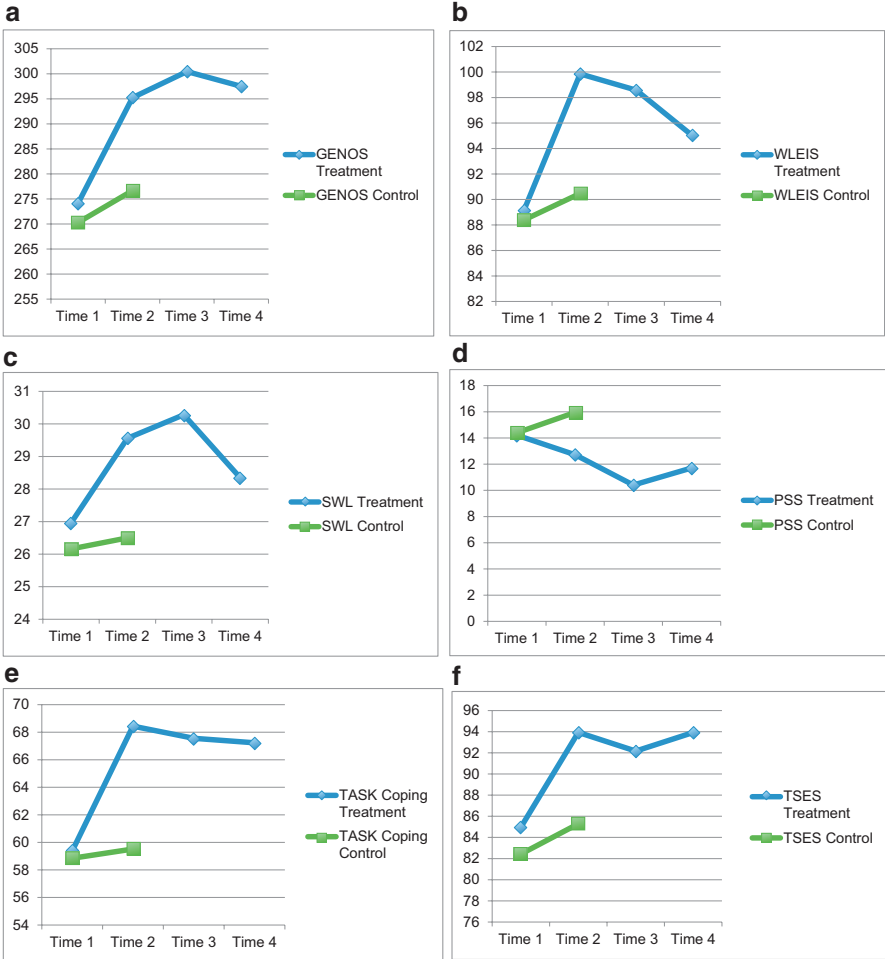 a
305
300
295
290
285
280
275
270
265
260
255
Time 1 Time 2 Time 3 Time 4
GENOS
Treatment
GENOS Control
b
102
100
98
96
94
92
90
88
86
84
82
Time 1 Time 2 Time 3 Time 4
WLEIS
Treatment
WLEIS Control
c
31
30
29
28
27
26
25
24
Time 1 Time 2 Time 3 Time 4
SWL Treatment
SWL Control
d
18
16
14
12
10
8
6
4
2
0
Time 1 Time 2 Time 3 Time 4
PSS Treatment
PSS Control
e
70
68
66
64
62
60
58
56
54
Time 1 Time 2 Time 3 Time 4
TASK Coping
Treatment
TASK Coping
Control
f
96
94
92
94
88
86
84
82
83
78
76
Time 1 Time 2 Time 3 Time 4
TSES
Treatment
TSES Control